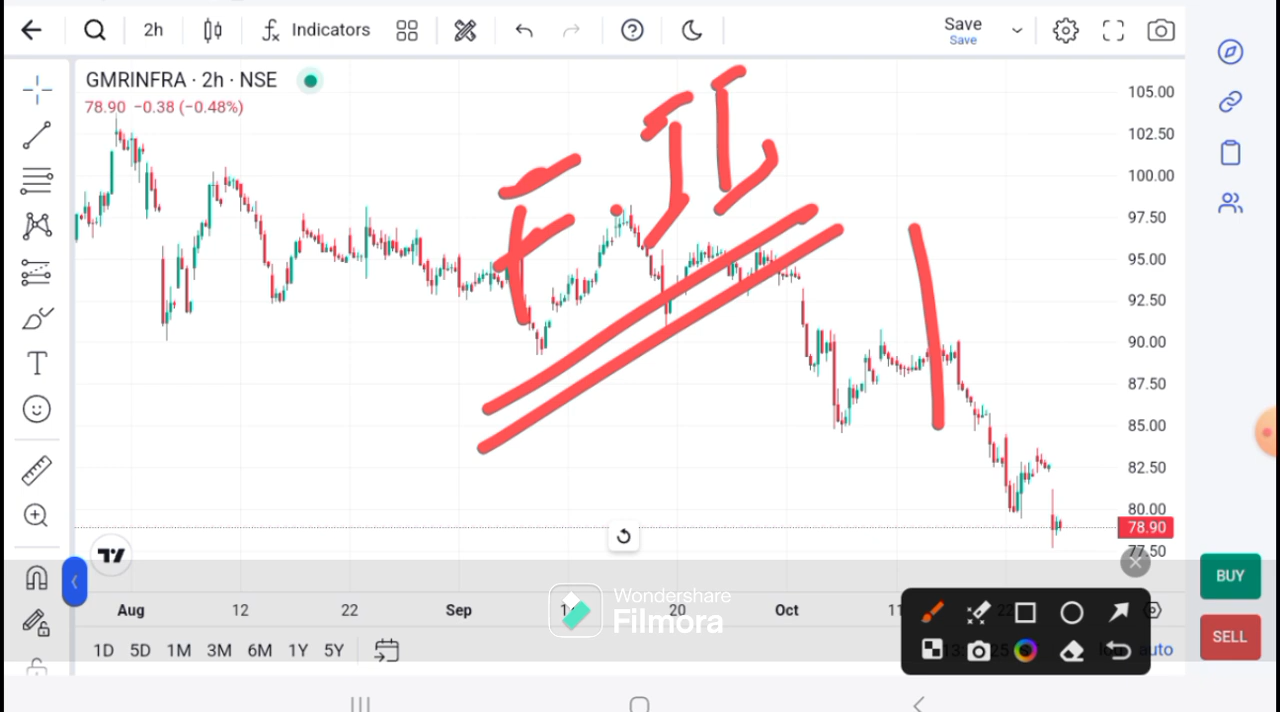 2h Indicators Save
Save
GMRINFRA · 2h · NSE
78.90 −0.38 (−0.48%)
105.00
102.50
100.00
97.50
95.00
92.50
90.00
87.50
85.00
82.50
80.00
78.90
77.50
F.II
BUY
Aug 12 22 Sep 20 Oct
Wondershare
Filmora
SELL
1D 5D 1M 3M 6M 1Y 5Y auto